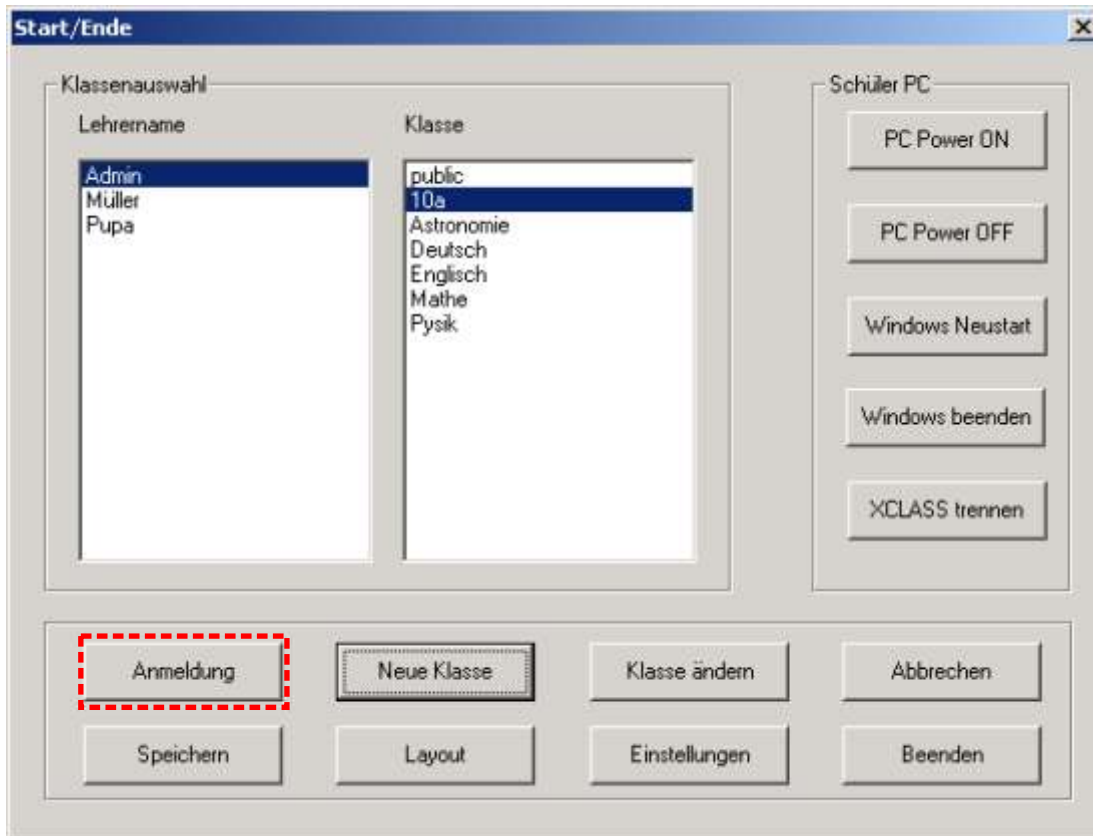 Start/Ende
Klassenauswahl
Lehrername
Admin
Müller
Pupa
Klasse
public
10a
Astronomie
Deutsch
Englisch
Mathe
Pysik
Schüler PC
PC Power ON
PC Power OFF
Windows Neustart
Windows beenden
XCLASS trennen
Anmeldung
Neue Klasse
Klasse ändern
Abbrechen
Speichern
Layout
Einstellungen
Beenden